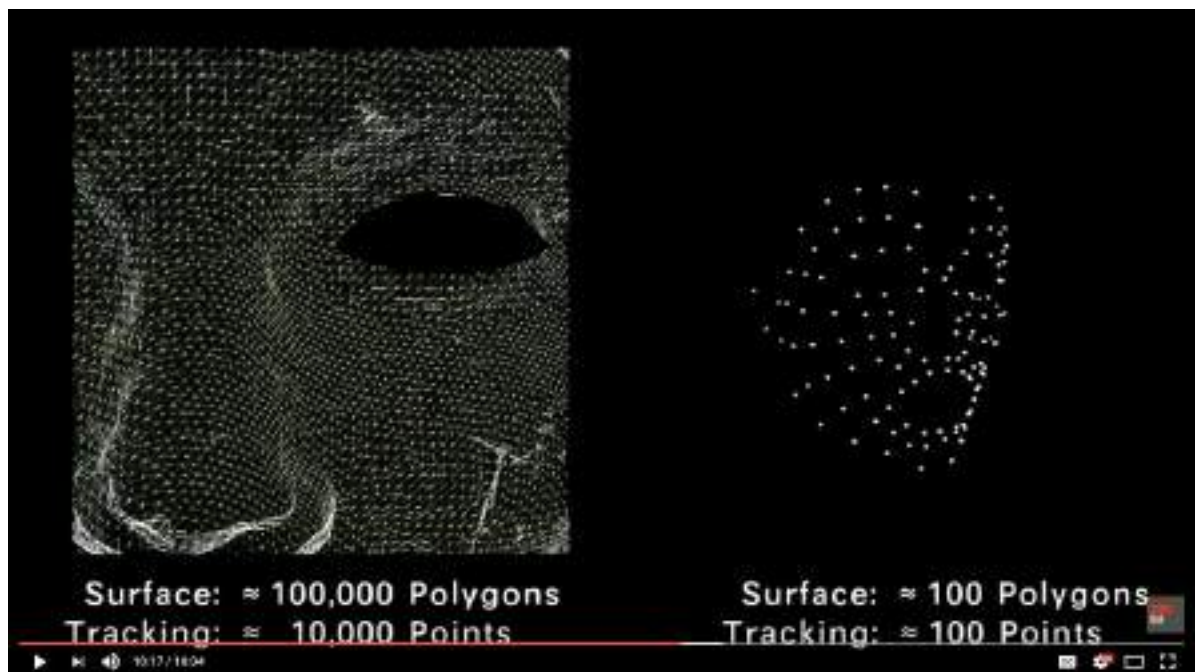 Surface: ≈ 100,000 Polygons
Tracking: ≈ 10,000 Points
Surface: ≈ 100 Polygons
Tracking: ≈ 100 Points